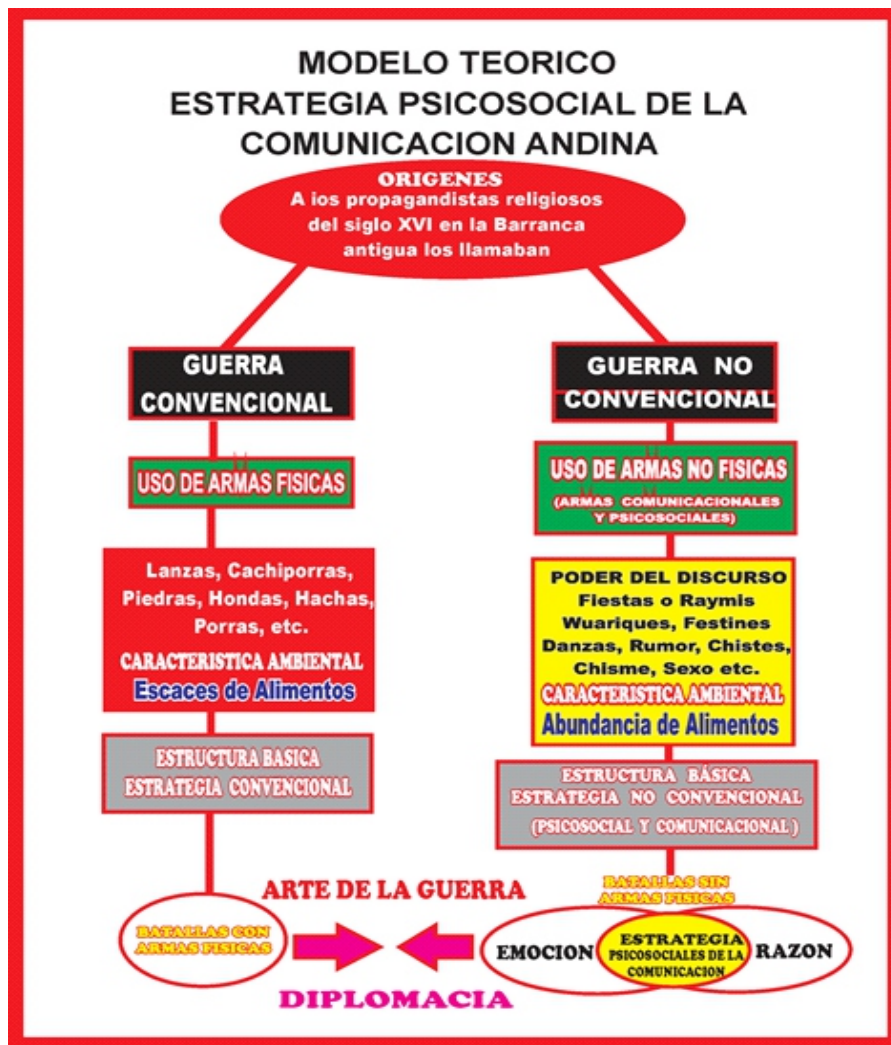 MODELO TEORICO
ESTRATEGIA PSICOSOCIAL DE LA
COMUNICACION ANDINA
ORIGENES
A ios propagandistas religiosos
del siglo XVI en la Barranca
antigua los llamaban
GUERRA
CONVENCIONAL
USO DE ARMAS FISICAS
Lanzas, Cachiporras,
Piedras, Hondas, Hachas,
Porras, etc.
CARACTERISTICA AMBIENTAL
Escaces de Alimentos
ESTRUCTURA BASICA
ESTRATEGIA CONVENCIONAL
BATALLAS CON
ARMAS FISICAS
GUERRA NO
CONVENCIONAL
USO DE ARMAS NO FISICAS
(ARMAS COMUNICACIONALES
Y PSICOSOCIALES)
PODER DEL DISCURSO
Fiestas o Raymis
Wuariques, Festines
Danzas, Rumor, Chistes,
Chisme, Sexo etc.
CARACTERISTICA AMBIENTAL
Abundancia de Alimentos
ESTRUCTURA BÁSICA
ESTRATEGIA NO CONVENCIONAL
(PSICOSOCIAL Y COMUNICACIONAL)
BATALLAS SIN
ARMAS FISICAS
EMOCION
ESTRATEGIA
PSICOSOCIALES DE LA
COMUNICACION
RAZON
ARTE DE LA GUERRA
DIPLOMACIA